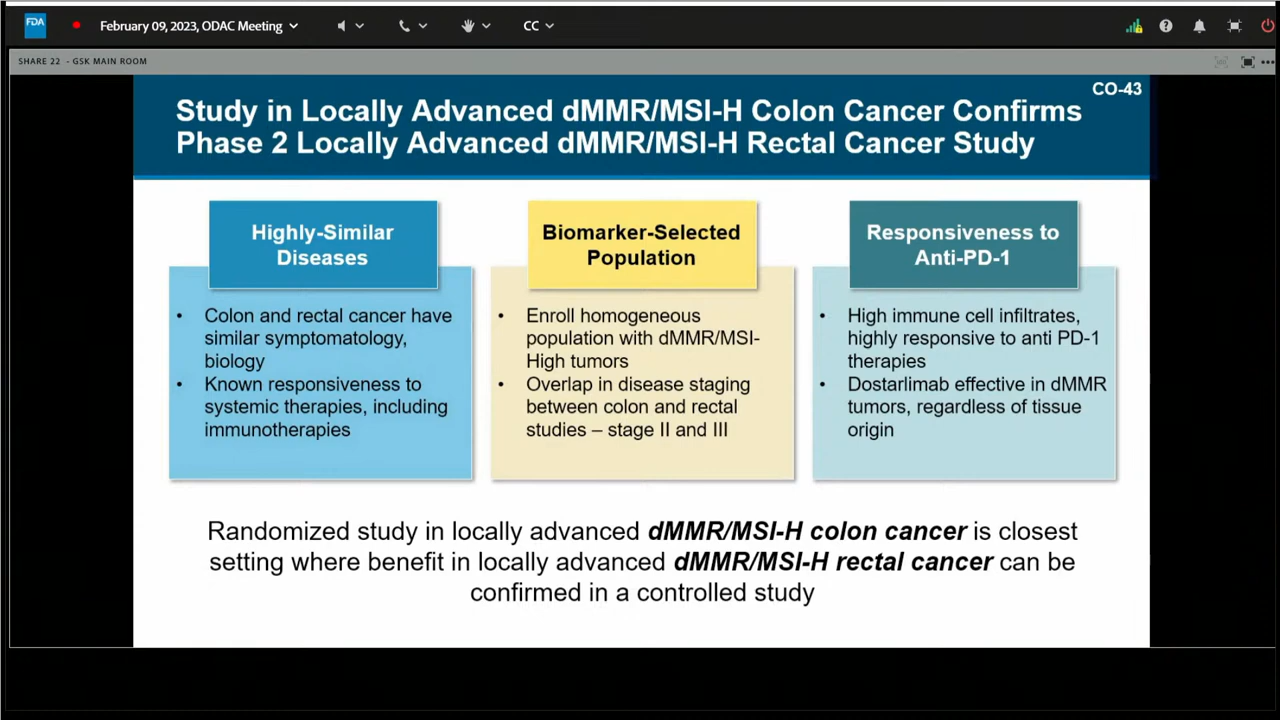 FDA
February 09, 2023, ODAC Meeting
CC
SHARE 22 - GSK MAIN ROOM
CO-43
Study in Locally Advanced dMMR/MSI-H Colon Cancer Confirms
Phase 2 Locally Advanced dMMR/MSI-H Rectal Cancer Study
Highly-Similar
Diseases
• Colon and rectal cancer have
similar symptomatology,
biology
• Known responsiveness to
systemic therapies, including
immunotherapies
Biomarker-Selected
Population
• Enroll homogeneous
population with dMMR/MSI-
High tumors
• Overlap in disease staging
between colon and rectal
studies – stage II and III
Responsiveness to
Anti-PD-1
• High immune cell infiltrates,
highly responsive to anti PD-1
therapies
• Dostarlimab effective in dMMR
tumors, regardless of tissue
origin
Randomized study in locally advanced dMMR/MSI-H colon cancer is closest
setting where benefit in locally advanced dMMR/MSI-H rectal cancer can be
confirmed in a controlled study